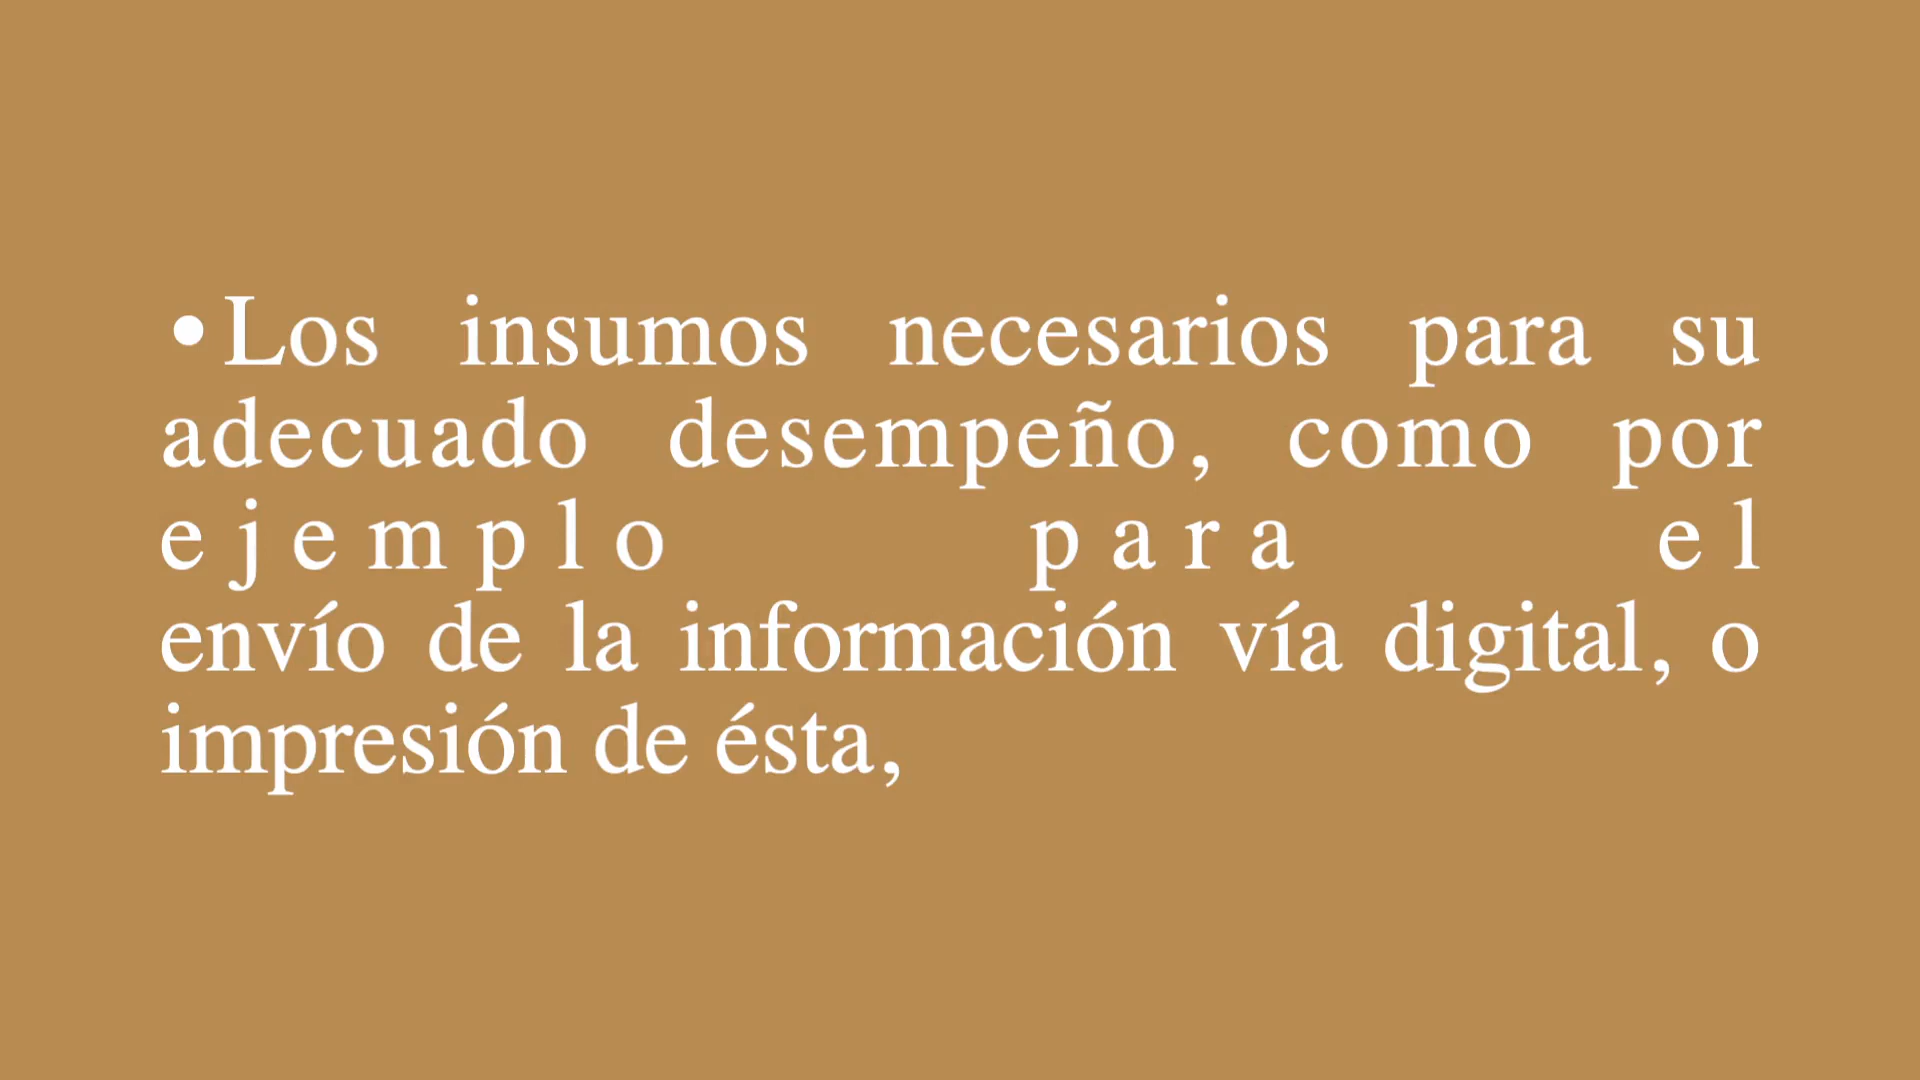 •Los insumos necesarios para su
adecuado desempeño, como por
ejemplo para el
envío de la información vía digital, o
impresión de ésta,